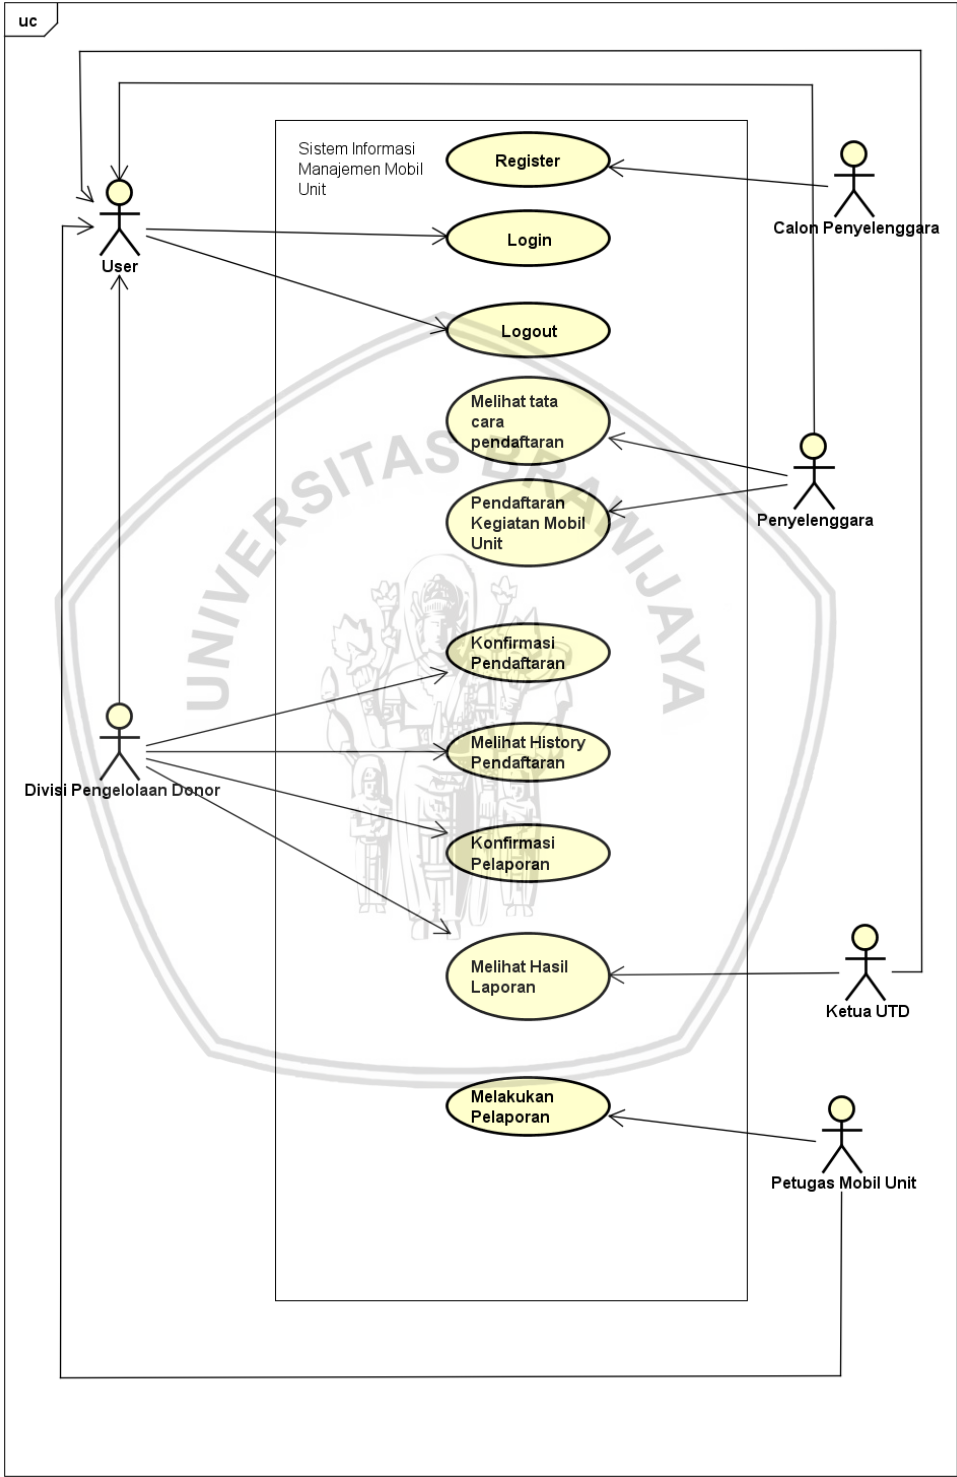 uc
Sistem Informasi
Manajemen Mobil
Unit
Register
Calon Penyelenggara
Login
User
Logout
Melihat tata
cara
pendaftaran
Pendaftaran
Kegiatan Mobil
Unit
Penyelenggara
UNIVERSITAS BRAWIJAYA
Konfirmasi
Pendaftaran
Melihat History
Pendaftaran
Divisi Pengelolaan Donor
Konfirmasi
Pelaporan
Melihat Hasil
Laporan
Ketua UTD
Melakukan
Pelaporan
Petugas Mobil Unit